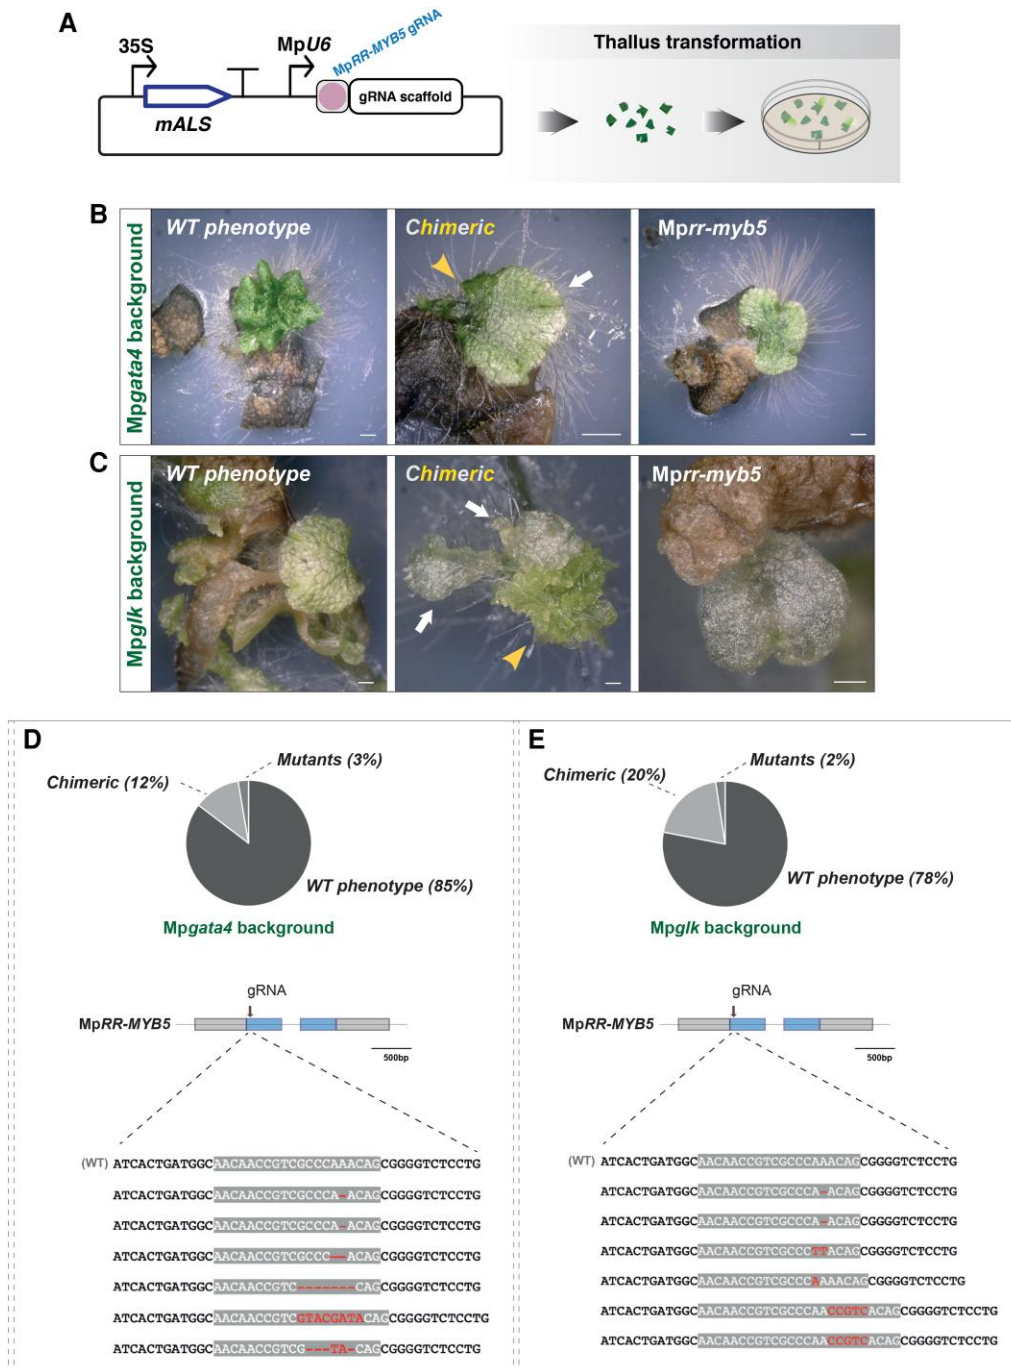 A
35S
MpU6
MpRR-MYB5 gRNA
gRNA scaffold
mALS
Thallus transformation
B
Mpgata4 background
WT phenotype
Chimeric
Mprr-myb5
C
Mpglk background
WT phenotype
Chimeric
Mprr-myb5
D
Mutants (3%)
Chimeric (12%)
WT phenotype (85%)
Mpgata4 background
gRNA
MpRR-MYB5
500bp
(WT) ATCACTGATGGCAACAACCGTCGCCCAAACAGCGGGGTCTCCTG
ATCACTGATGGCAACAACCGTCGCCCA-ACAGCGGGGTCTCCTG
ATCACTGATGGCAACAACCGTCGCCCA-ACAGCGGGGTCTCCTG
ATCACTGATGGCAACAACCGTCGCCC--ACAGCGGGGTCTCCTG
ATCACTGATGGCAACAACCGTC-------CAGCGGGGTCTCCTG
ATCACTGATGGCAACAACCGTCGTACGATACAGCGGGGTCTCCTG
ATCACTGATGGCAACAACCGTCG---TA-CAGCGGGGTCTCCTG
E
Mutants (2%)
Chimeric (20%)
WT phenotype (78%)
Mpglk background
gRNA
MpRR-MYB5
500bp
(WT) ATCACTGATGGCAACAACCGTCGCCCAAACAGCGGGGTCTCCTG
ATCACTGATGGCAACAACCGTCGCCCA-ACAGCGGGGTCTCCTG
ATCACTGATGGCAACAACCGTCGCCCA-ACAGCGGGGTCTCCTG
ATCACTGATGGCAACAACCGTCGCCCTTACAGCGGGGTCTCCTG
ATCACTGATGGCAACAACCGTCGCCCAAAACAGCGGGGTCTCCTG
ATCACTGATGGCAACAACCGTCGCCCAACCGTCACAGCGGGGTCTCCTG
ATCACTGATGGCAACAACCGTCGCCCAACCGTCACAGCGGGGTCTCCTG